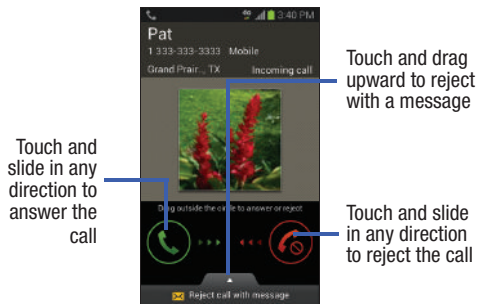 3:40 PM
Pat
1 333-333-3333 Mobile
Grand Prair.., TX Incoming call
Touch and drag
upward to reject
with a message
Touch and
slide in any
direction to
answer the
call
Drag outside the circle to answer or reject
Touch and slide
in any direction
to reject the call
Reject call with message